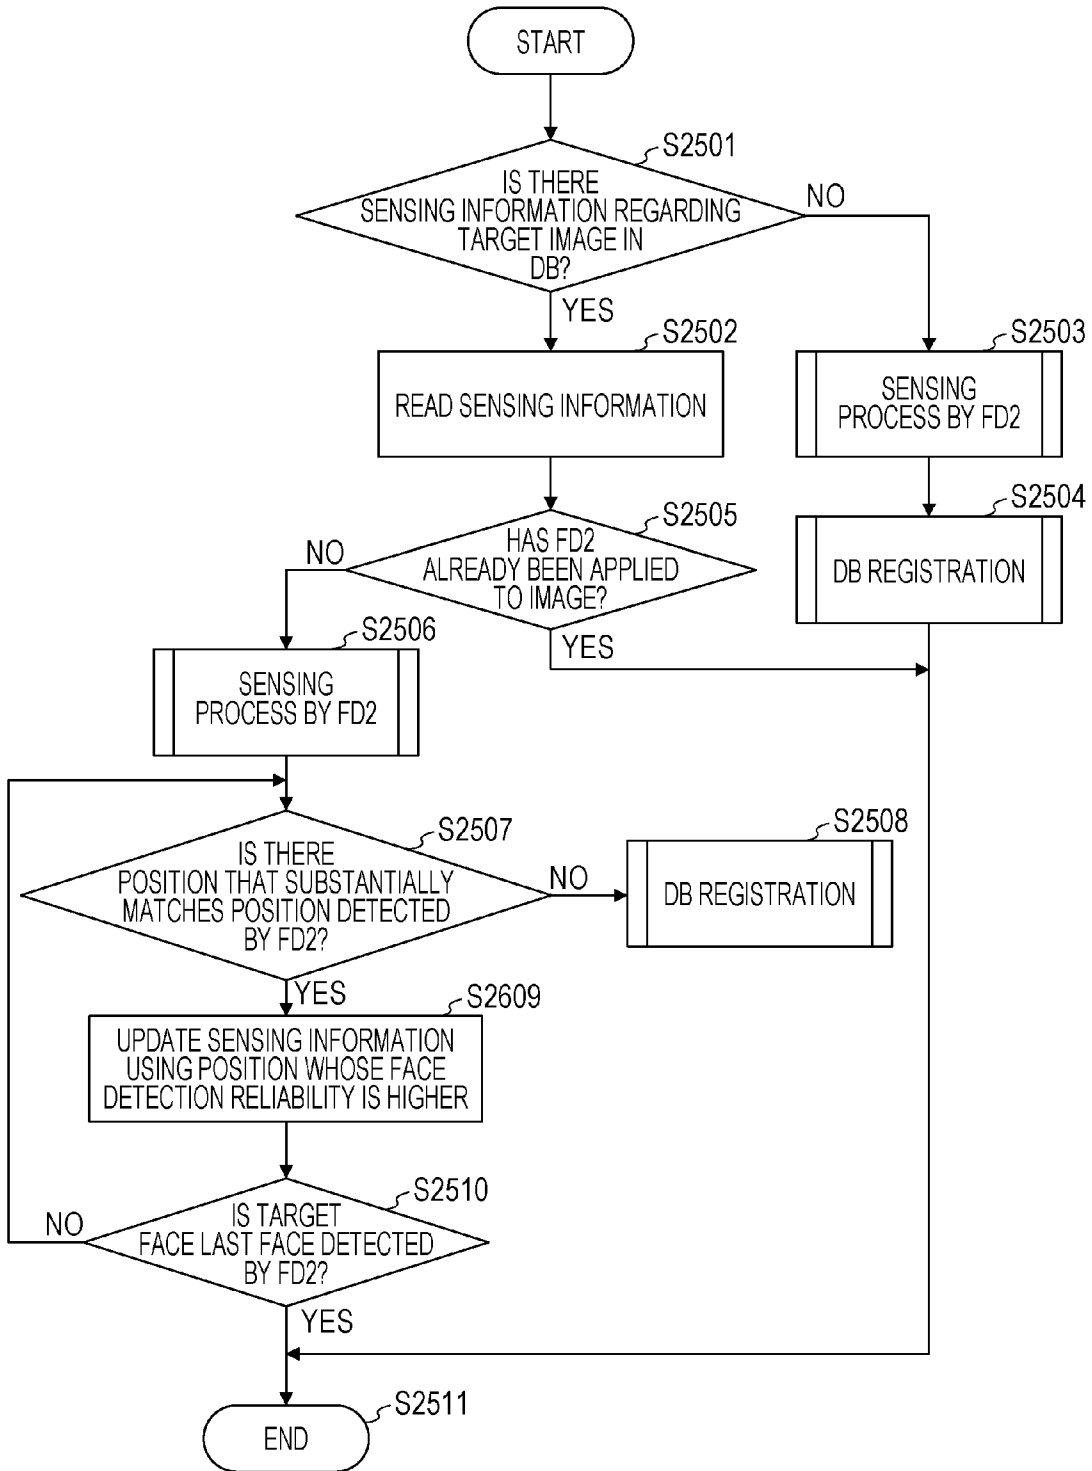 START
S2501
IS THERE
SENSING INFORMATION REGARDING
TARGET IMAGE IN
DB?
NO
YES
S2502
READ SENSING INFORMATION
S2503
SENSING
PROCESS BY FD2
S2504
DB REGISTRATION
S2505
HAS FD2
ALREADY BEEN APPLIED
TO IMAGE?
NO
YES
S2506
SENSING
PROCESS BY FD2
S2507
IS THERE
POSITION THAT SUBSTANTIALLY
MATCHES POSITION DETECTED
BY FD2?
NO
S2508
DB REGISTRATION
YES
S2609
UPDATE SENSING INFORMATION
USING POSITION WHOSE FACE
DETECTION RELIABILITY IS HIGHER
S2510
IS TARGET
FACE LAST FACE DETECTED
BY FD2?
NO
YES
S2511
END